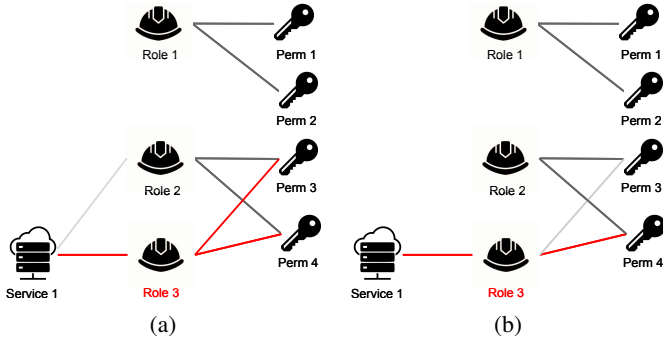 Role 1
Perm 1
Perm 2
Role 2
Perm 3
Service 1
Role 3
Perm 4
(a)
Role 1
Perm 1
Perm 2
Role 2
Perm 3
Service 1
Role 3
Perm 4
(b)